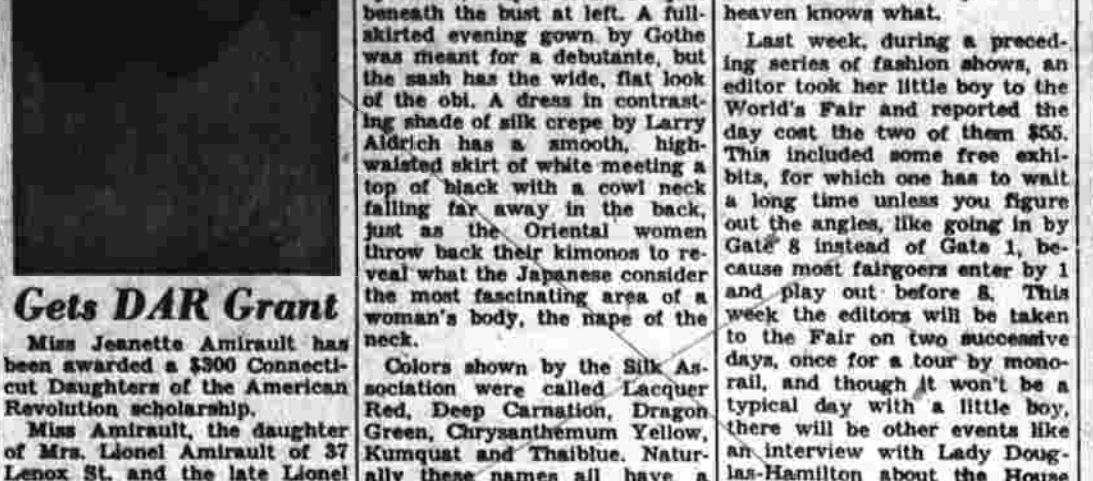 Gets DAR Grant
Miss Jeanette Amirault has
been awarded a $300 Connecti-
cut Daughters of the American
Revolution scholarship.
Miss Amirault, the daughter
of Mrs. Lionel Amirault of 37
Lenox St. and the late Lionel
beneath the bust at left. A full-
skirted evening gown by Gothe
was meant for a debutante, but
the sash has the wide, flat look
of the obi. A dress in contrast-
ing shade of silk crepe by Larry
Aldrich has a smooth, high-
waisted skirt of white meeting a
top of black with a cowl neck
falling far away in the back,
just as the Oriental women
throw back their kimonos to re-
veal what the Japanese consider
the most fascinating area of a
woman's body, the nape of the
neck.
Colors shown by the Silk As-
sociation were called Lacquer
Red, Deep Carnation, Dragon
Green, Chrysanthemum Yellow,
Kumquat and Thaiblue. Natur-
ally these names all have a
heaven knows what.
Last week, during a preced-
ing series of fashion shows, an
editor took her little boy to the
World's Fair and reported the
day cost the two of them $55.
This included some free exhi-
bits, for which one has to wait
a long time unless you figure
out the angles, like going in by
Gate 8 instead of Gate 1, be-
cause most fairgoers enter by 1
and play out before 8. This
week the editors will be taken
to the Fair on two successive
days, once for a tour by mono-
rail, and though it won't be a
typical day with a little boy,
there will be other events like
an interview with Lady Doug-
las-Hamilton about the House